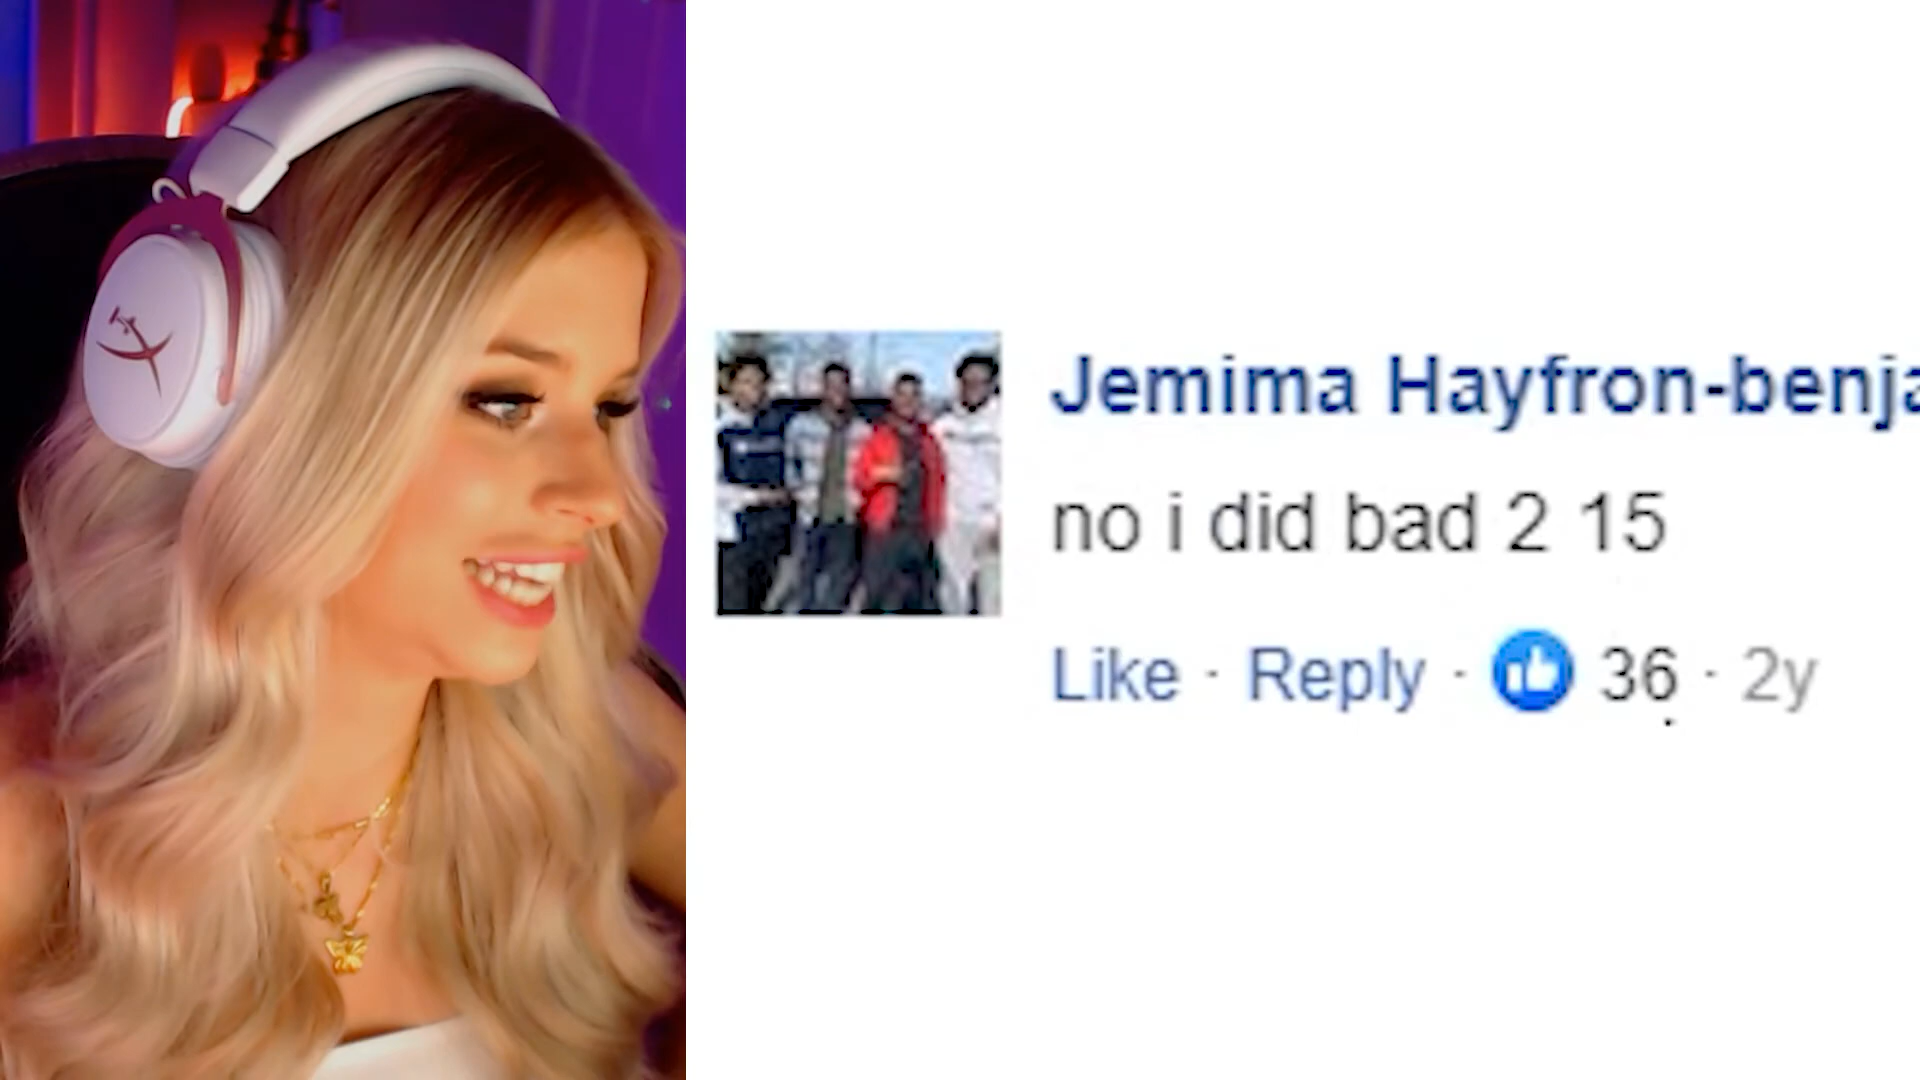 Jemima Hayfron-benja
no i did bad 2 15
Like · Reply · 36 · 2y